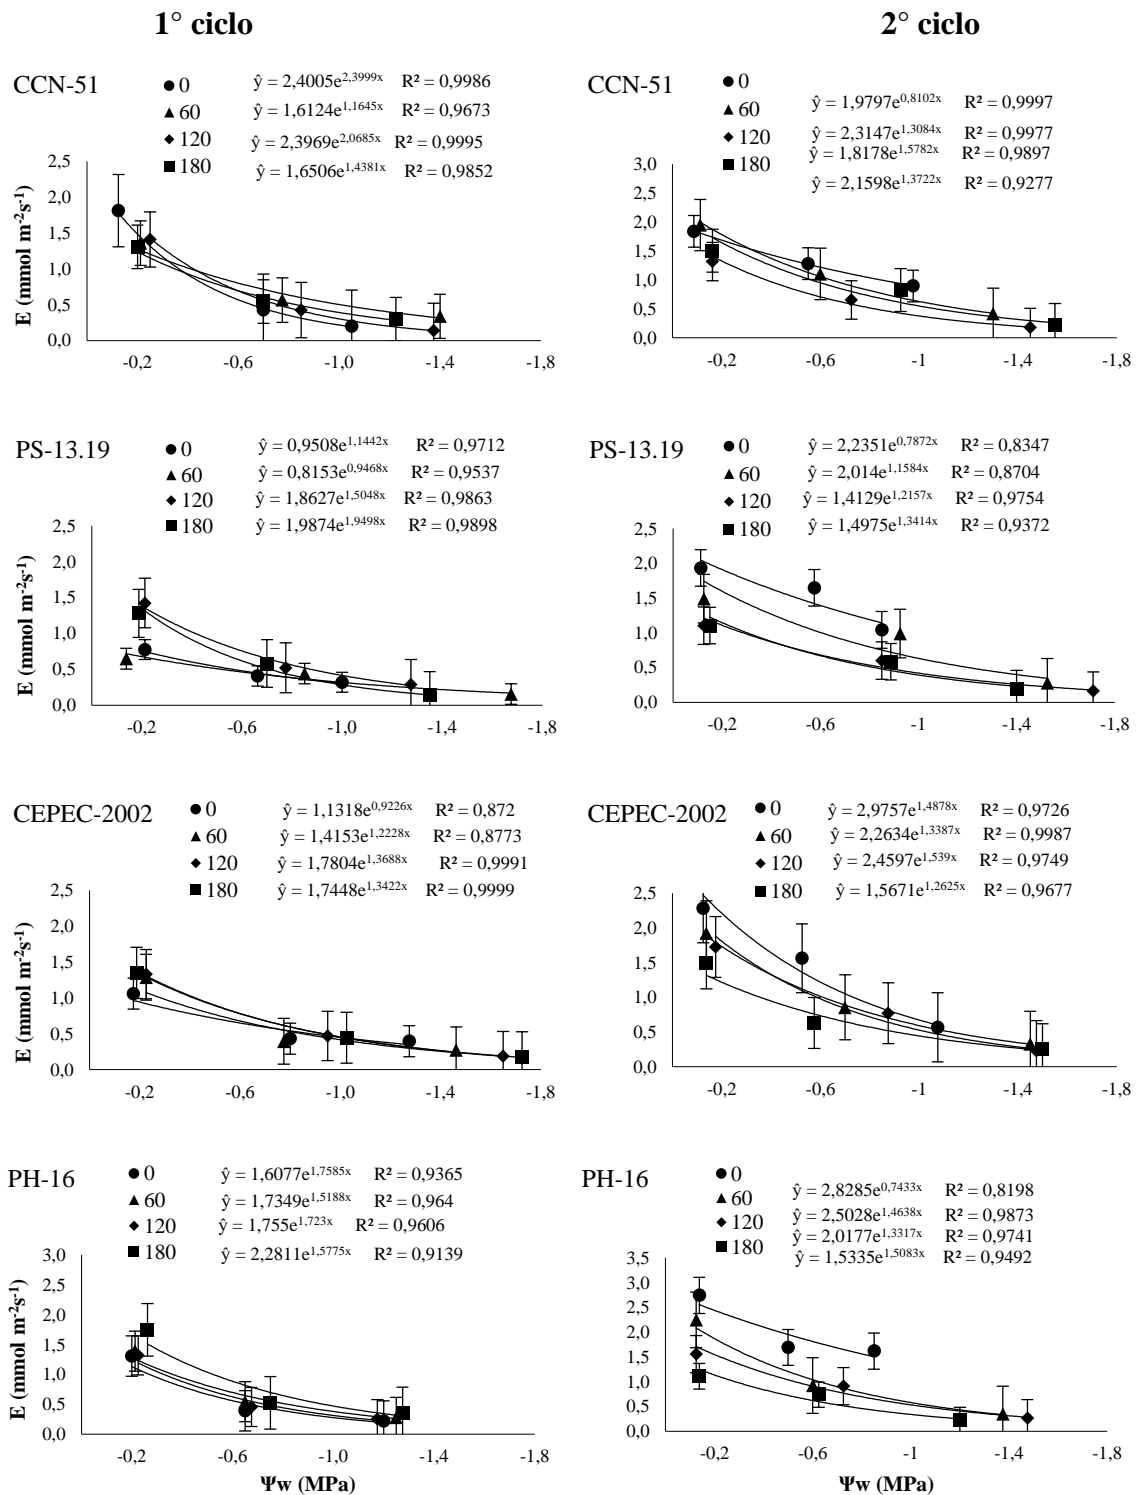 1° ciclo
2° ciclo
CCN-51
0 ŷ = 2,4005e^2,3999x R² = 0,9986
60 ŷ = 1,6124e^1,1645x R² = 0,9673
120 ŷ = 2,3969e^2,0685x R² = 0,9995
180 ŷ = 1,6506e^1,4381x R² = 0,9852
E (mmol m⁻²s⁻¹)
2,5
2,0
1,5
1,0
0,5
0,0
-0,2 -0,6 -1,0 -1,4 -1,8
CCN-51
0
60
120
180
ŷ = 1,9797e^0,8102x R² = 0,9997
ŷ = 2,3147e^1,3084x R² = 0,9977
ŷ = 1,8178e^1,5782x R² = 0,9897
ŷ = 2,1598e^1,3722x R² = 0,9277
3,0
2,5
2,0
1,5
1,0
0,5
0,0
-0,2 -0,6 -1 -1,4 -1,8
PS-13.19
0 ŷ = 0,9508e^1,1442x R² = 0,9712
60 ŷ = 0,8153e^0,9468x R² = 0,9537
120 ŷ = 1,8627e^1,5048x R² = 0,9863
180 ŷ = 1,9874e^1,9498x R² = 0,9898
E (mmol m⁻²s⁻¹)
2,5
2,0
1,5
1,0
0,5
0,0
-0,2 -0,6 -1,0 -1,4 -1,8
PS-13.19
0 ŷ = 2,2351e^0,7872x R² = 0,8347
60 ŷ = 2,014e^1,1584x R² = 0,8704
120 ŷ = 1,4129e^1,2157x R² = 0,9754
180 ŷ = 1,4975e^1,3414x R² = 0,9372
2,5
2,0
1,5
1,0
0,5
0,0
-0,2 -0,6 -1 -1,4 -1,8
CEPEC-2002
0 ŷ = 1,1318e^0,9226x R² = 0,872
60 ŷ = 1,4153e^1,2228x R² = 0,8773
120 ŷ = 1,7804e^1,3688x R² = 0,9991
180 ŷ = 1,7448e^1,3422x R² = 0,9999
E (mmol m⁻²s⁻¹)
2,5
2,0
1,5
1,0
0,5
0,0
-0,2 -0,6 -1,0 -1,4 -1,8
CEPEC-2002
0 ŷ = 2,9757e^1,4878x R² = 0,9726
60 ŷ = 2,2634e^1,3387x R² = 0,9987
120 ŷ = 2,4597e^1,539x R² = 0,9749
180 ŷ = 1,5671e^1,2625x R² = 0,9677
2,5
2,0
1,5
1,0
0,5
0,0
-0,2 -0,6 -1 -1,4 -1,8
PH-16
0 ŷ = 1,6077e^1,7585x R² = 0,9365
60 ŷ = 1,7349e^1,5188x R² = 0,964
120 ŷ = 1,755e^1,723x R² = 0,9606
180 ŷ = 2,2811e^1,5775x R² = 0,9139
E (mmol m⁻²s⁻¹)
3,0
2,5
2,0
1,5
1,0
0,5
0,0
-0,2 -0,6 -1,0 -1,4 -1,8
Ψw (MPa)
PH-16
0
60
120
180
ŷ = 2,8285e^0,7433x R² = 0,8198
ŷ = 2,5028e^1,4638x R² = 0,9873
ŷ = 2,0177e^1,3317x R² = 0,9741
ŷ = 1,5335e^1,5083x R² = 0,9492
3,5
3,0
2,5
2,0
1,5
1,0
0,5
0,0
-0,2 -0,6 -1 -1,4 -1,8
Ψw (MPa)